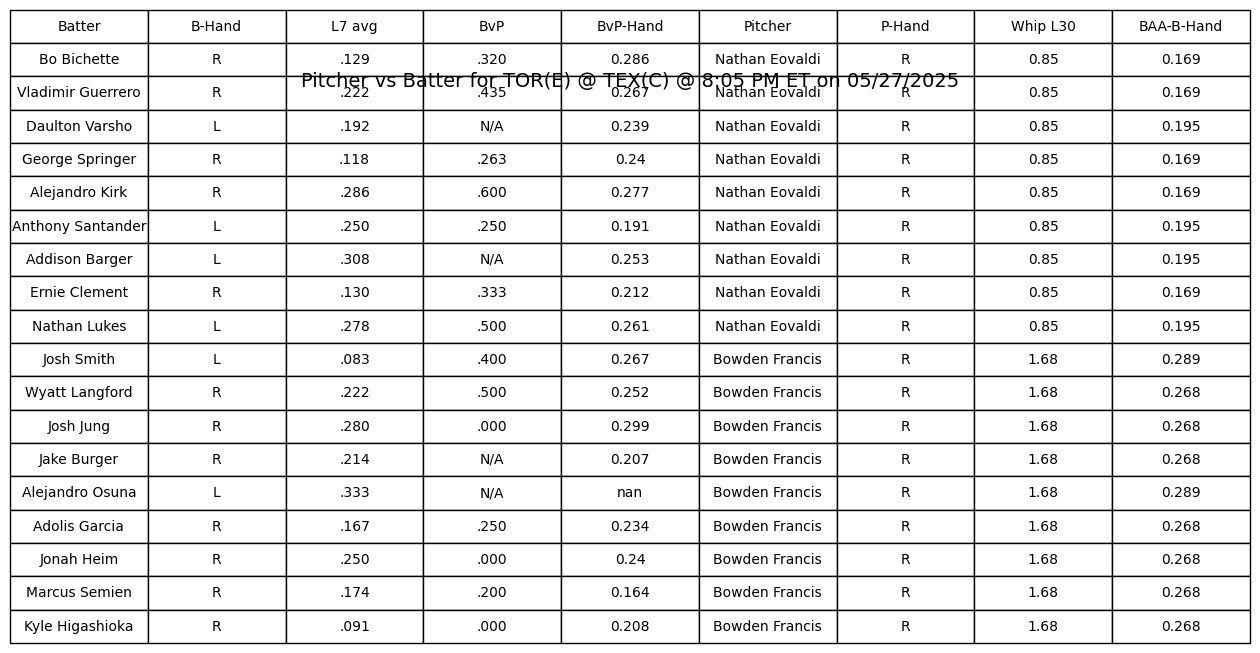 Batter B-Hand L7 avg BvP BvP-Hand Pitcher P-Hand Whip L30 BAA-B-Hand
Bo Bichette R .129 .320 0.286 Nathan Eovaldi R 0.85 0.169
Pitcher vs Batter for TOR(E) @ TEX(C) @ 8:05 PM ET on 05/27/2025
Vladimir Guerrero R .222 .435 0.267 Nathan Eovaldi R 0.85 0.169
Daulton Varsho L .192 N/A 0.239 Nathan Eovaldi R 0.85 0.195
George Springer R .118 .263 0.24 Nathan Eovaldi R 0.85 0.169
Alejandro Kirk R .286 .600 0.277 Nathan Eovaldi R 0.85 0.169
Anthony Santander L .250 .250 0.191 Nathan Eovaldi R 0.85 0.195
Addison Barger L .308 N/A 0.253 Nathan Eovaldi R 0.85 0.195
Ernie Clement R .130 .333 0.212 Nathan Eovaldi R 0.85 0.169
Nathan Lukes L .278 .500 0.261 Nathan Eovaldi R 0.85 0.195
Josh Smith L .083 .400 0.267 Bowden Francis R 1.68 0.289
Wyatt Langford R .222 .500 0.252 Bowden Francis R 1.68 0.268
Josh Jung R .280 .000 0.299 Bowden Francis R 1.68 0.268
Jake Burger R .214 N/A 0.207 Bowden Francis R 1.68 0.268
Alejandro Osuna L .333 N/A nan Bowden Francis R 1.68 0.289
Adolis Garcia R .167 .250 0.234 Bowden Francis R 1.68 0.268
Jonah Heim R .250 .000 0.24 Bowden Francis R 1.68 0.268
Marcus Semien R .174 .200 0.164 Bowden Francis R 1.68 0.268
Kyle Higashioka R .091 .000 0.208 Bowden Francis R 1.68 0.268